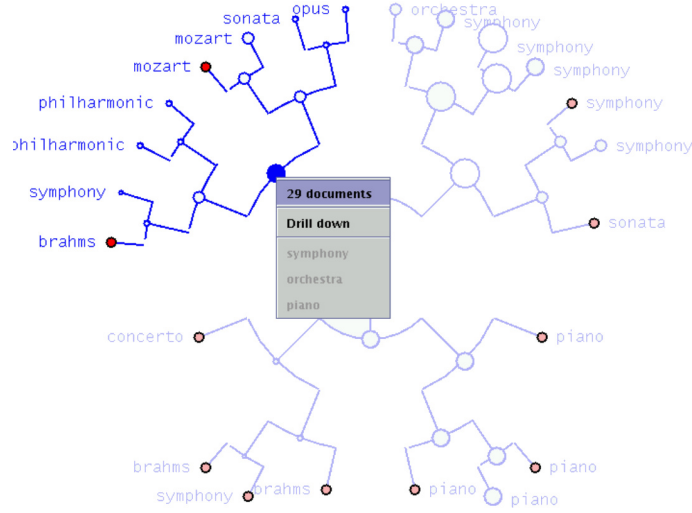 opus
orchestra
sonata
symphony
mozart
symphony
mozart
symphony
philharmonic
symphony
philharmonic
symphony
symphony
sonata
brahms
29 documents
Drill down
symphony
orchestra
piano
concerto
piano
brahms
piano
symphony
brahms
piano
piano